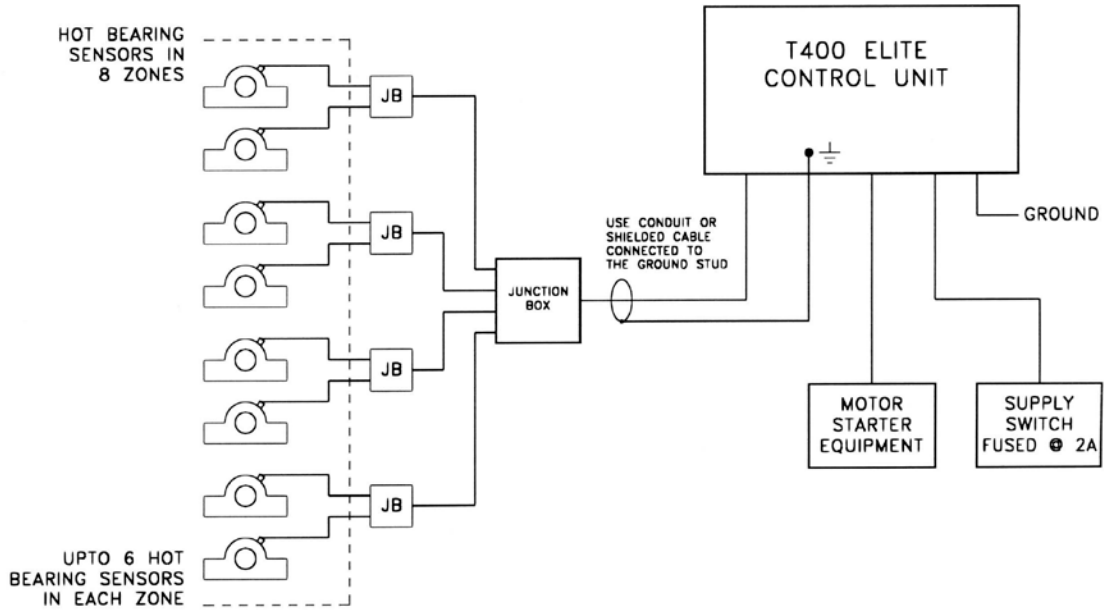 HOT BEARING
SENSORS IN
8 ZONES
JB
JB
JB
JB
UPTO 6 HOT
BEARING SENSORS
IN EACH ZONE
JUNCTION
BOX
USE CONDUIT OR
SHIELDED CABLE
CONNECTED TO
THE GROUND STUD
T400 ELITE
CONTROL UNIT
GROUND
MOTOR
STARTER
EQUIPMENT
SUPPLY
SWITCH
FUSED @ 2A